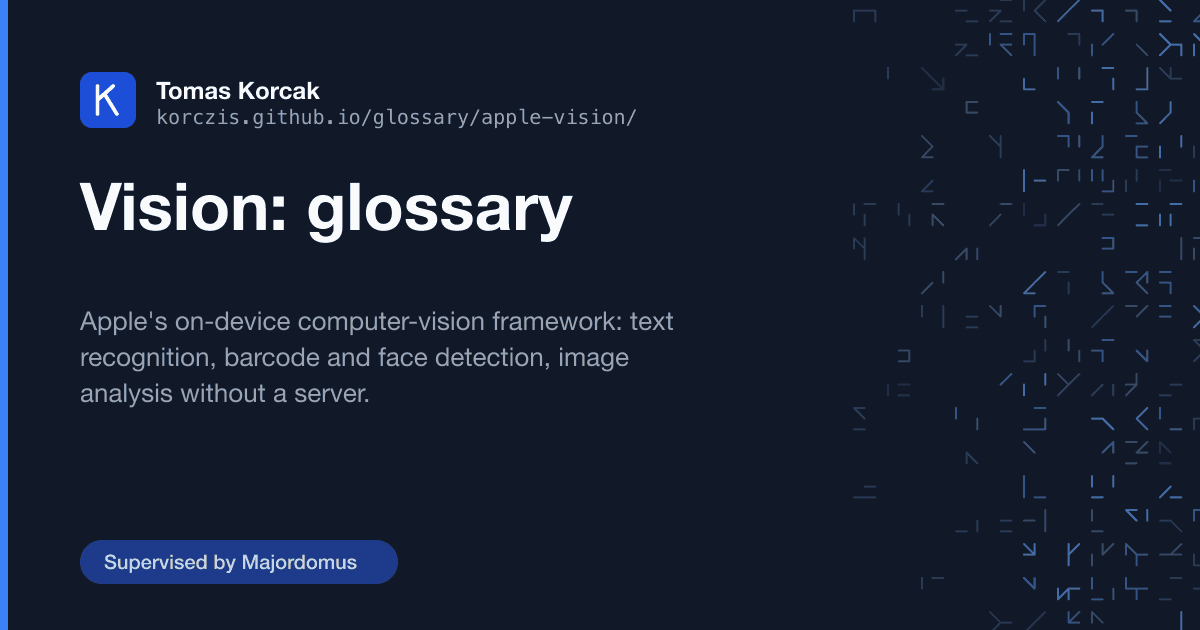 K
Tomas Korcak
korczis.github.io/glossary/apple-vision/
Vision: glossary
Apple's on-device computer-vision framework: text
recognition, barcode and face detection, image
analysis without a server.
Supervised by Majordomus